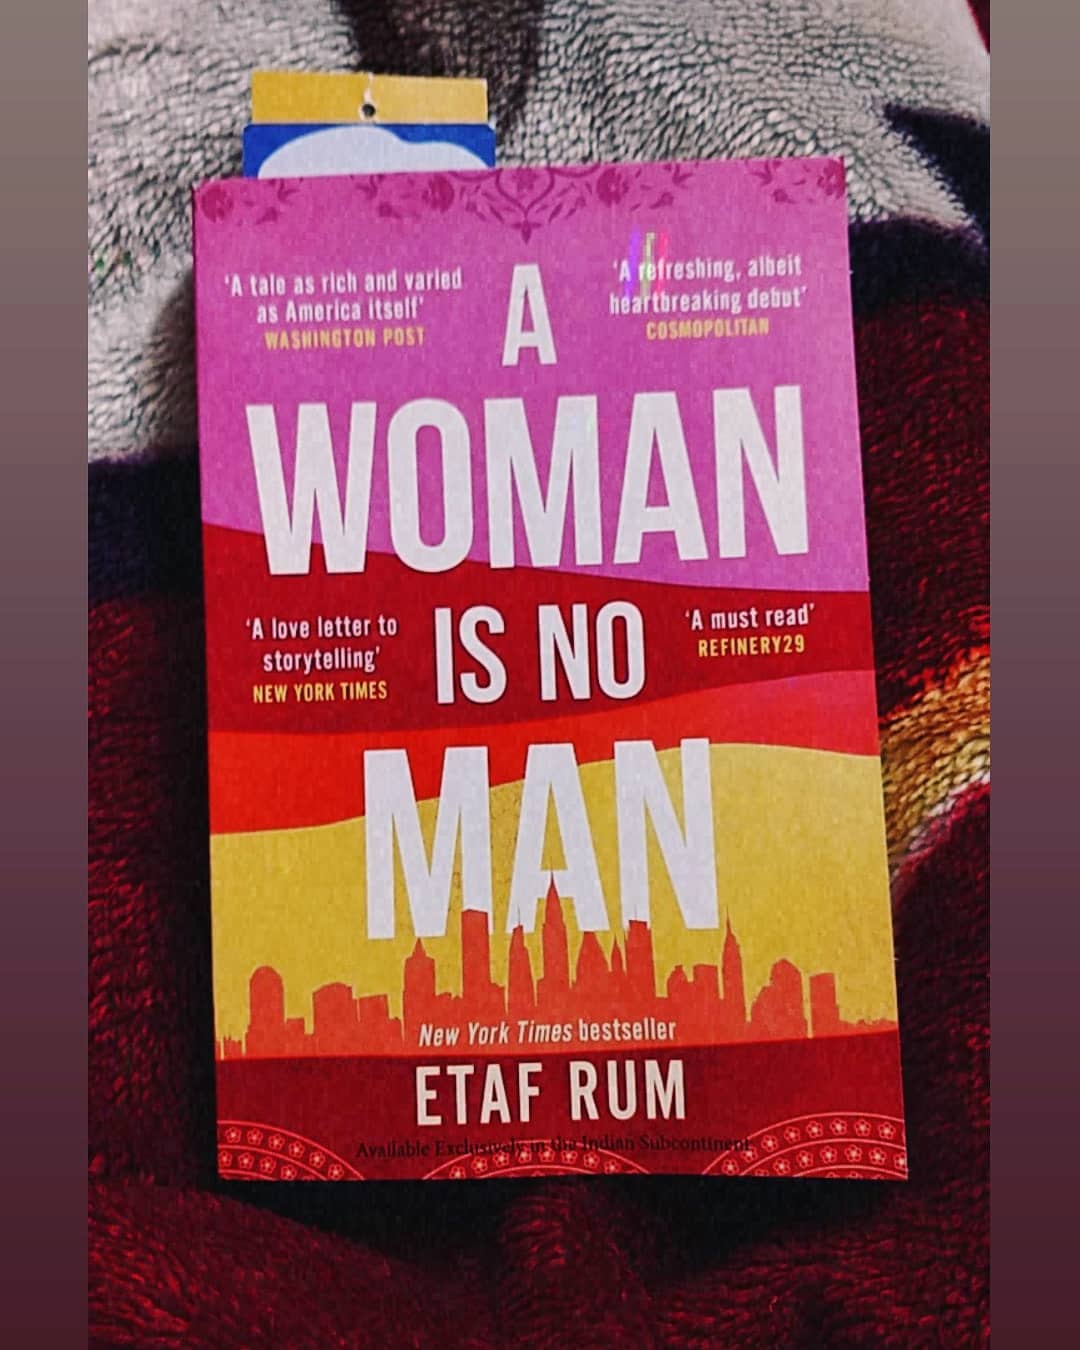 'A tale as rich and varied
as America itself'
WASHINGTON POST
'A refreshing, albeit
heartbreaking debut'
COSMOPOLITAN
A
WOMAN
IS NO
MAN
'A love letter to
storytelling'
NEW YORK TIMES
'A must read'
REFINERY29
New York Times bestseller
ETAF RUM
Available Exclusively in the Indian Subcontinent